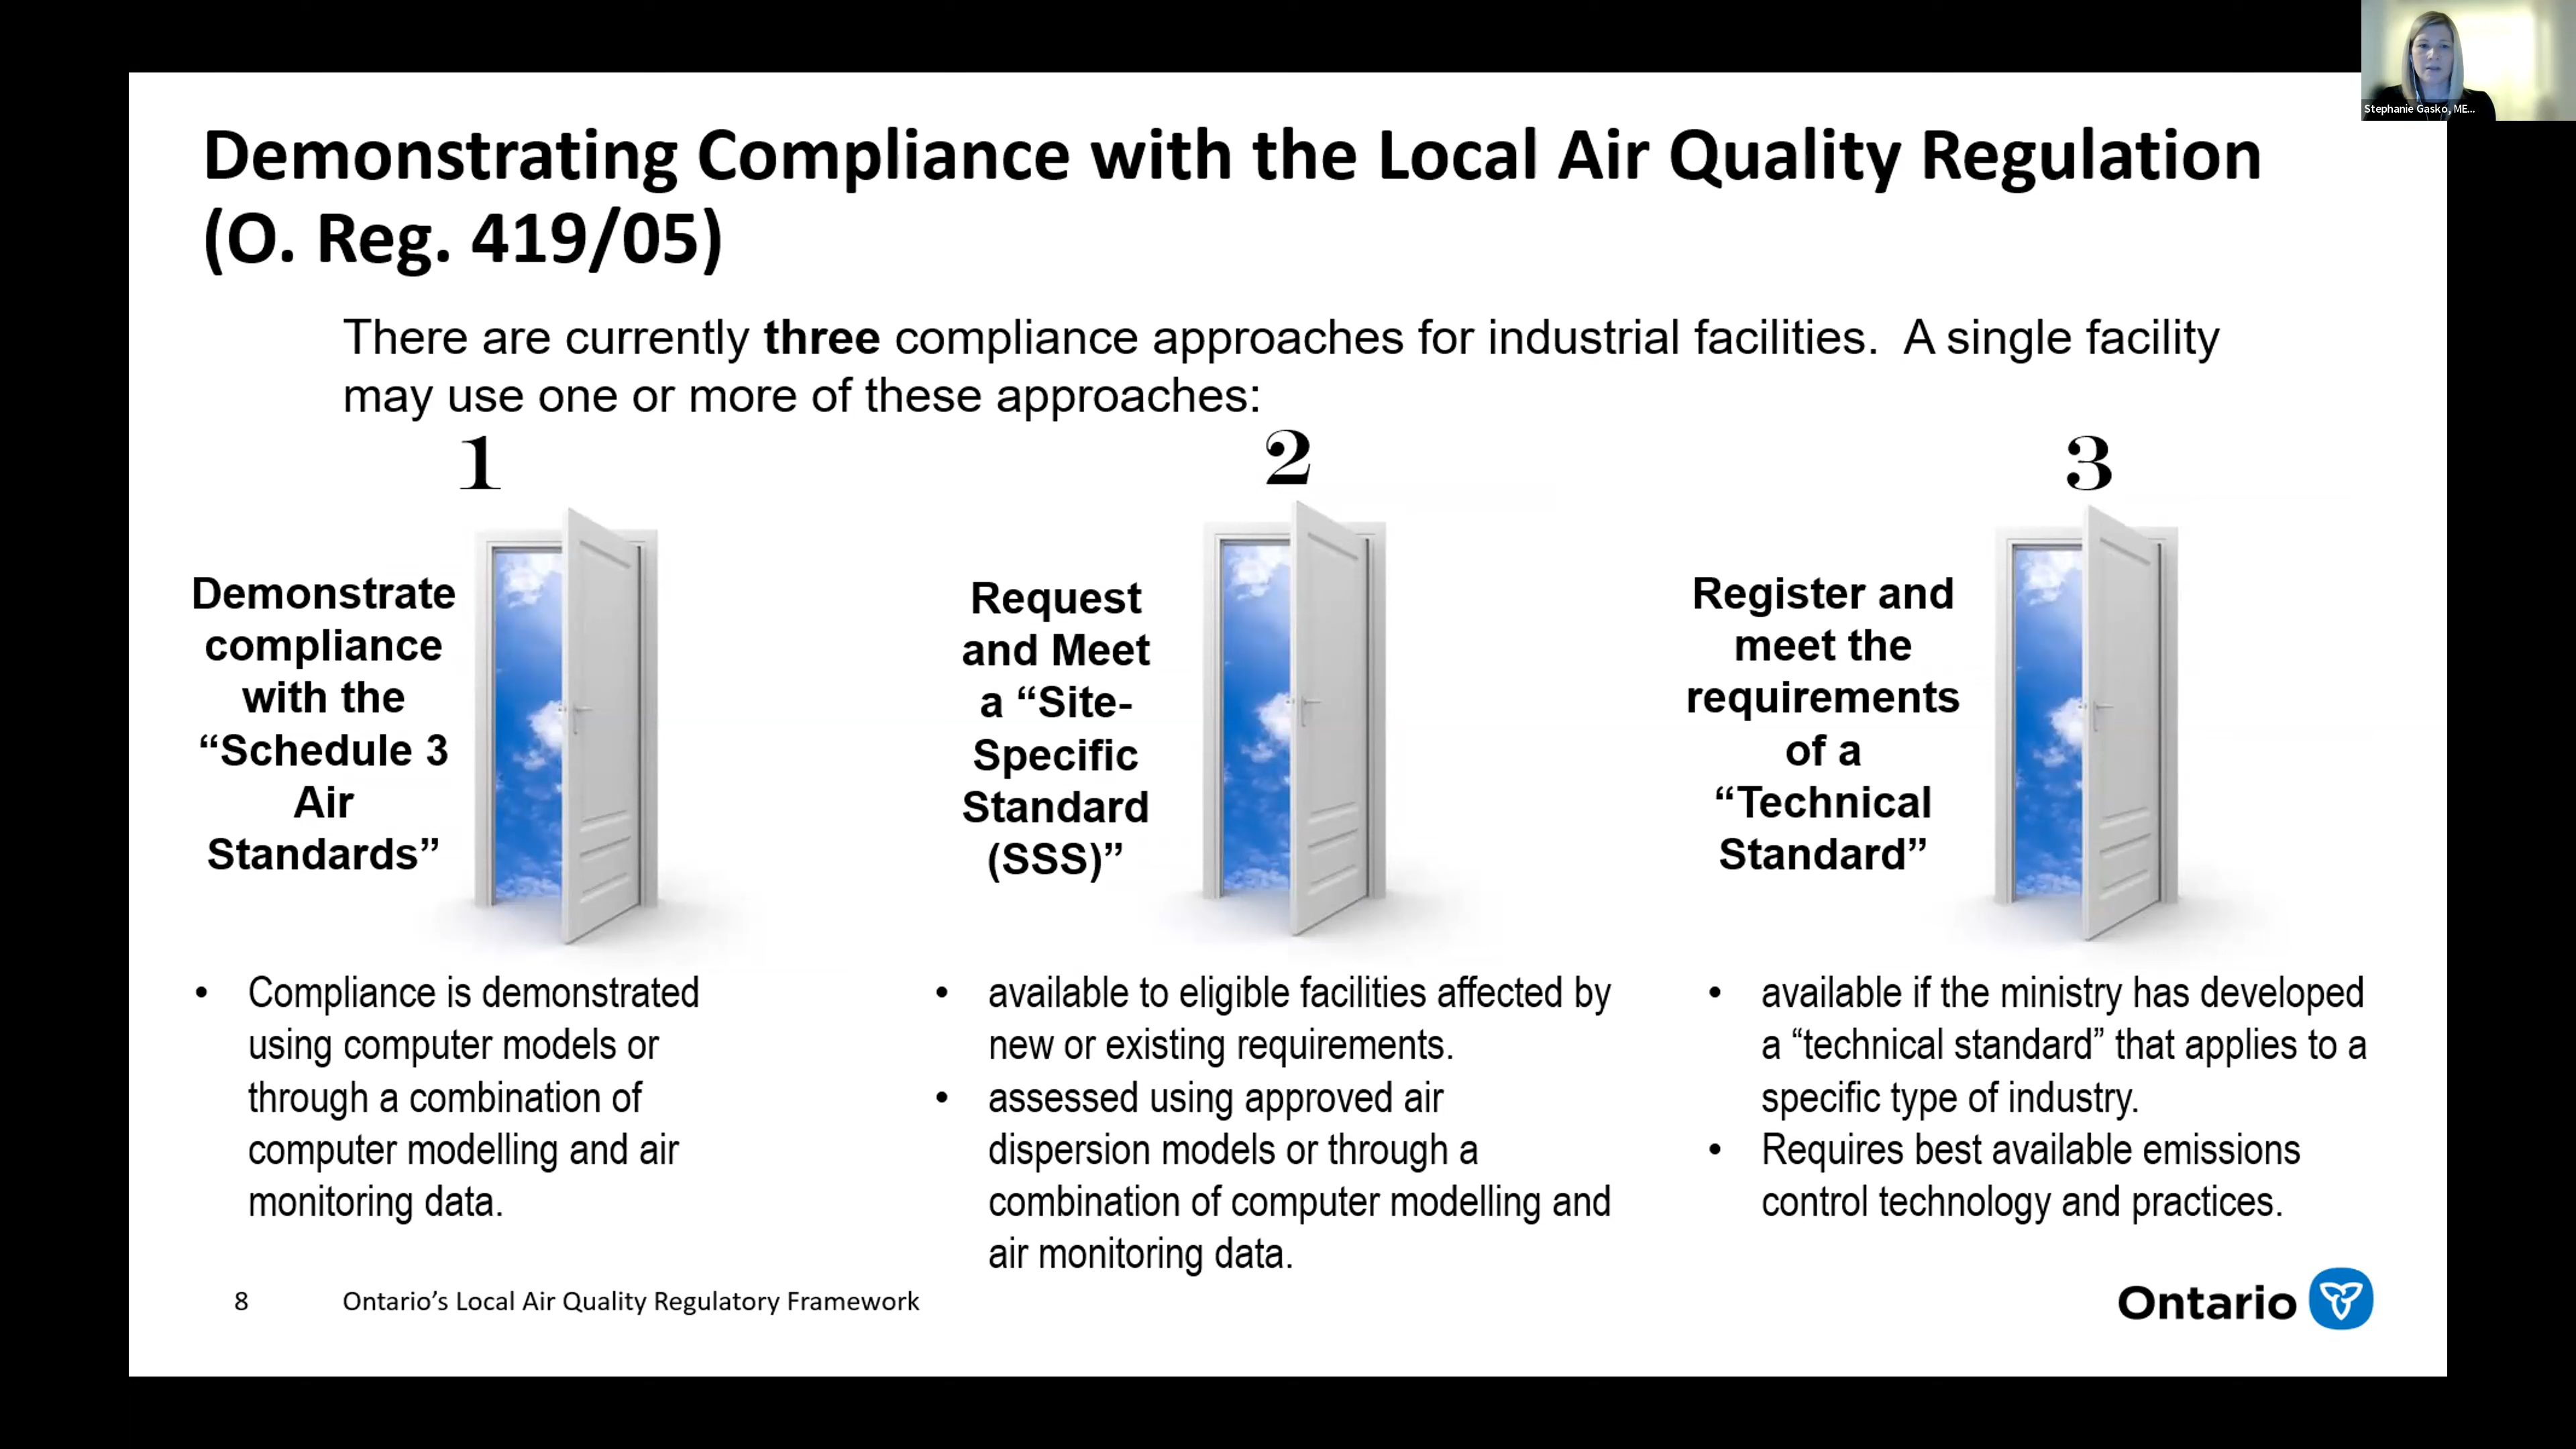 Stephanie Gasko, ME...
Demonstrating Compliance with the Local Air Quality Regulation
(O. Reg. 419/05)
There are currently three compliance approaches for industrial facilities.  A single facility
may use one or more of these approaches:
1
Demonstrate
compliance
with the
“Schedule 3
Air
Standards”
• Compliance is demonstrated
using computer models or
through a combination of
computer modelling and air
monitoring data.
2
Request
and Meet
a “Site-
Specific
Standard
(SSS)”
• available to eligible facilities affected by
new or existing requirements.
• assessed using approved air
dispersion models or through a
combination of computer modelling and
air monitoring data.
3
Register and
meet the
requirements
of a
“Technical
Standard”
• available if the ministry has developed
a “technical standard” that applies to a
specific type of industry.
• Requires best available emissions
control technology and practices.
8 Ontario’s Local Air Quality Regulatory Framework
Ontario